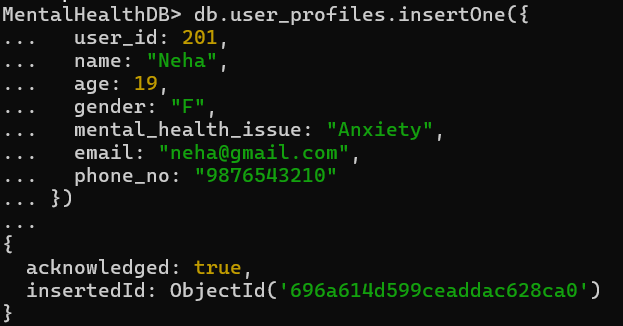 MentalHealthDB> db.user_profiles.insertOne({
...   user_id: 201,
...   name: "Neha",
...   age: 19,
...   gender: "F",
...   mental_health_issue: "Anxiety",
...   email: "neha@gmail.com",
...   phone_no: "9876543210"
... })
...
{
  acknowledged: true,
  insertedId: ObjectId('696a614d599ceaddac628ca0')
}